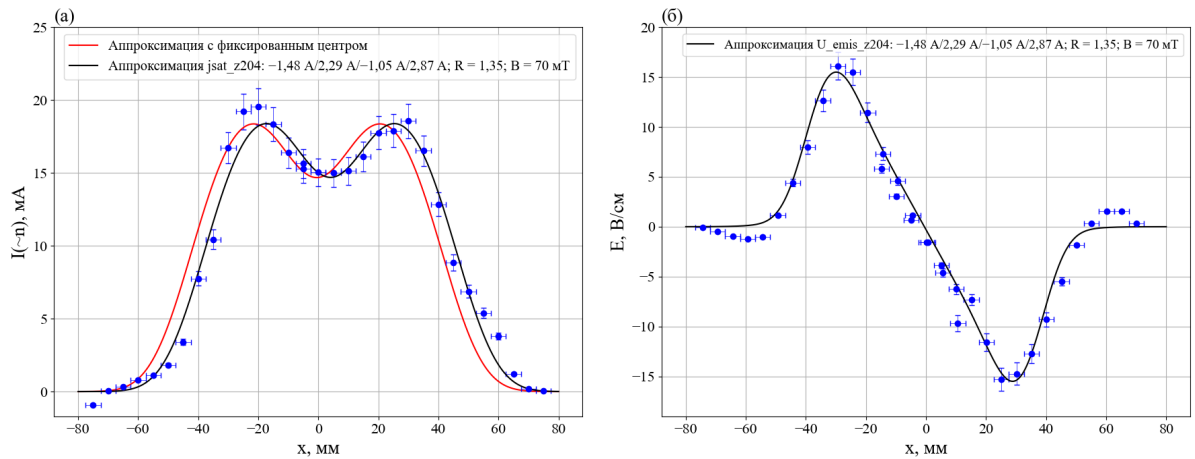 (а)
25
20
15
10
5
0
I(~n), мА
Аппроксимация с фиксированным центром
Аппроксимация jsat_z204: −1,48 А/2,29 А/−1,05 А/2,87 А; R = 1,35; B = 70 мТ
−80 −60 −40 −20 0 20 40 60 80
x, мм
(б)
20
15
10
5
0
−5
−10
−15
E, В/см
Аппроксимация U_emis_z204: −1,48 А/2,29 А/−1,05 А/2,87 А; R = 1,35; B = 70 мТ
−80 −60 −40 −20 0 20 40 60 80
x, мм